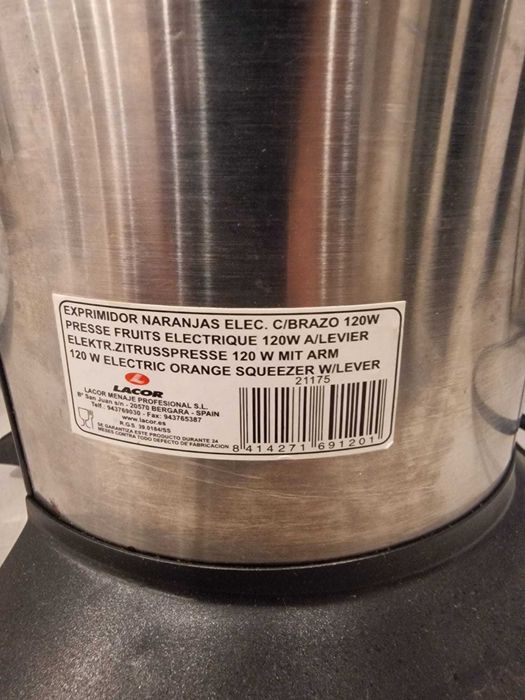 EXPRIMIDOR NARANJAS ELEC. C/BRAZO 120W
PRESSE FRUITS ELECTRIQUE 120W A/LEVIER
ELEKTR.ZITRUSSPRESSE 120 W MIT ARM
120 W ELECTRIC ORANGE SQUEEZER W/LEVER
21175
LACOR
LACOR MENAJE PROFESIONAL S.L.
Bº San Juan s/n - 20570 BERGARA - SPAIN
Telf.: 943769030 - Fax: 943765387
www.lacor.es
R.G.S. 39.0184/SS
SE GARANTIZA ESTE PRODUCTO DURANTE 24
MESES CONTRA TODO DEFECTO DE FABRICACION
8 414271 691201